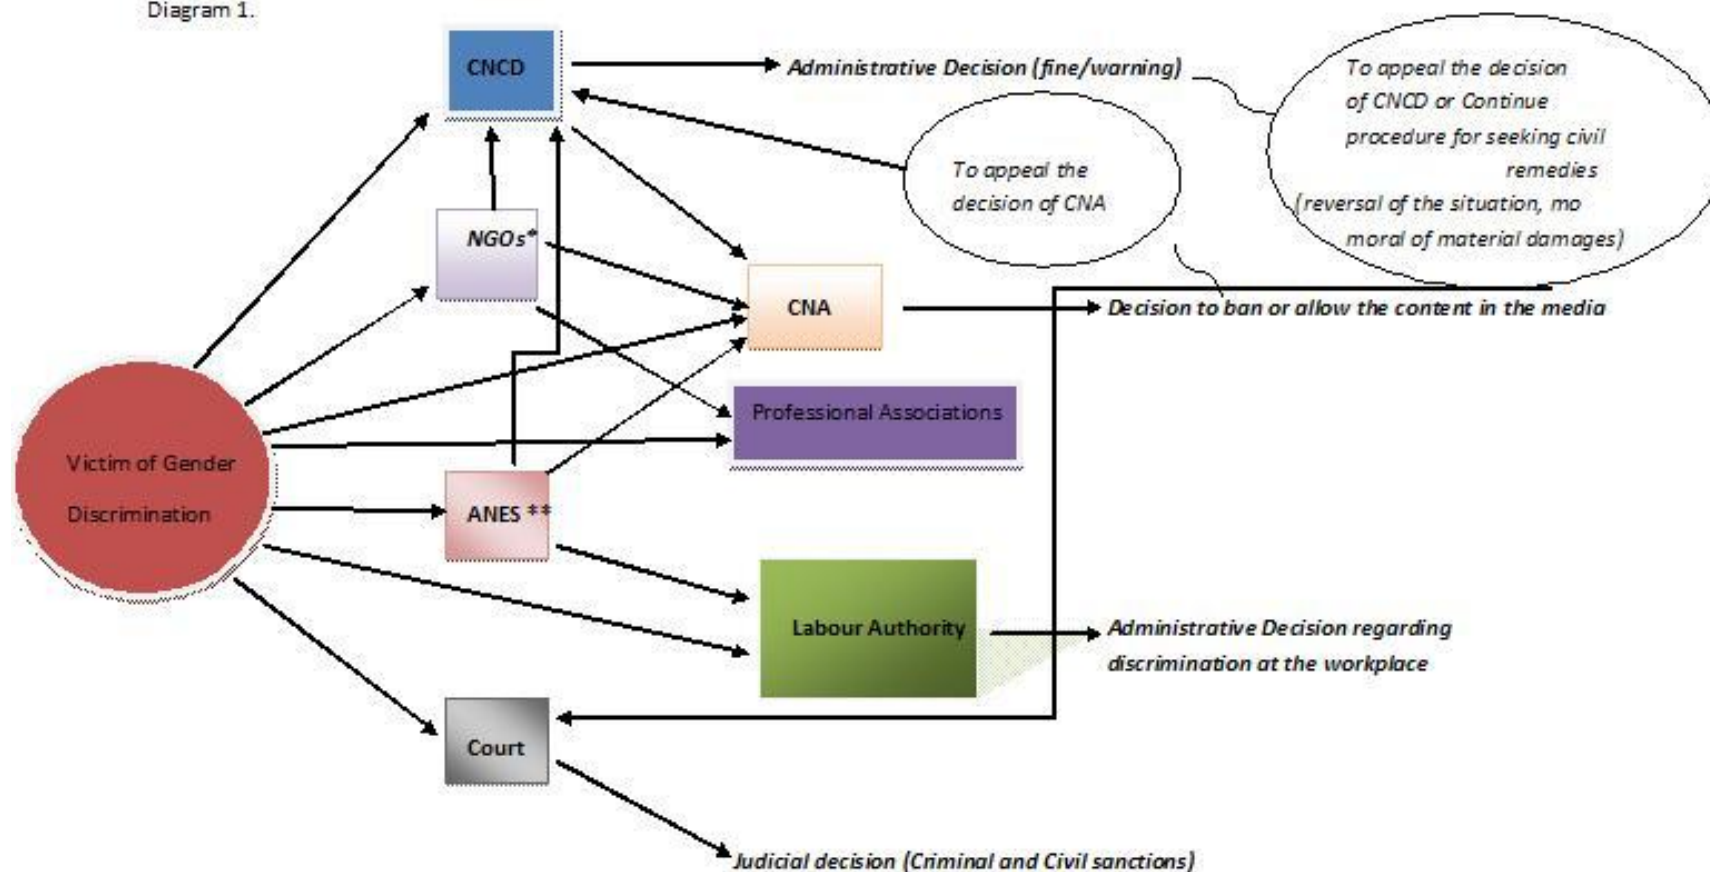 Diagram 1.
CNCD
Administrative Decision (fine/warning)
To appeal the decision
of CNCD or Continue
procedure for seeking civil
remedies
(reversal of the situation, mo
moral of material damages)
To appeal the
decision of CNA
NGOs*
CNA
Decision to ban or allow the content in the media
Professional Associations
Victim of Gender
Discrimination
ANES **
Labour Authority
Administrative Decision regarding
discrimination at the workplace
Court
Judicial decision (Criminal and Civil sanctions)